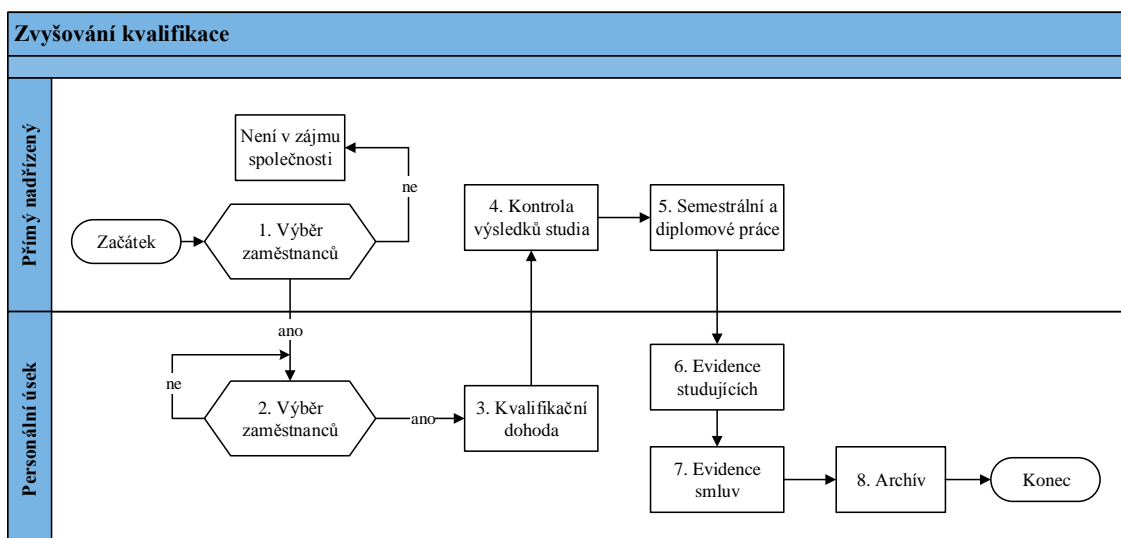 Zvyšování kvalifikace
Přímý nadřízený
Není v zájmu
společnosti
ne
Začátek
1. Výběr
zaměstnanců
4. Kontrola
výsledků studia
5. Semestrální a
diplomové práce
ano
Personální úsek
ne
2. Výběr
zaměstnanců
ano
3. Kvalifikační
dohoda
6. Evidence
studujících
7. Evidence
smluv
8. Archív
Konec